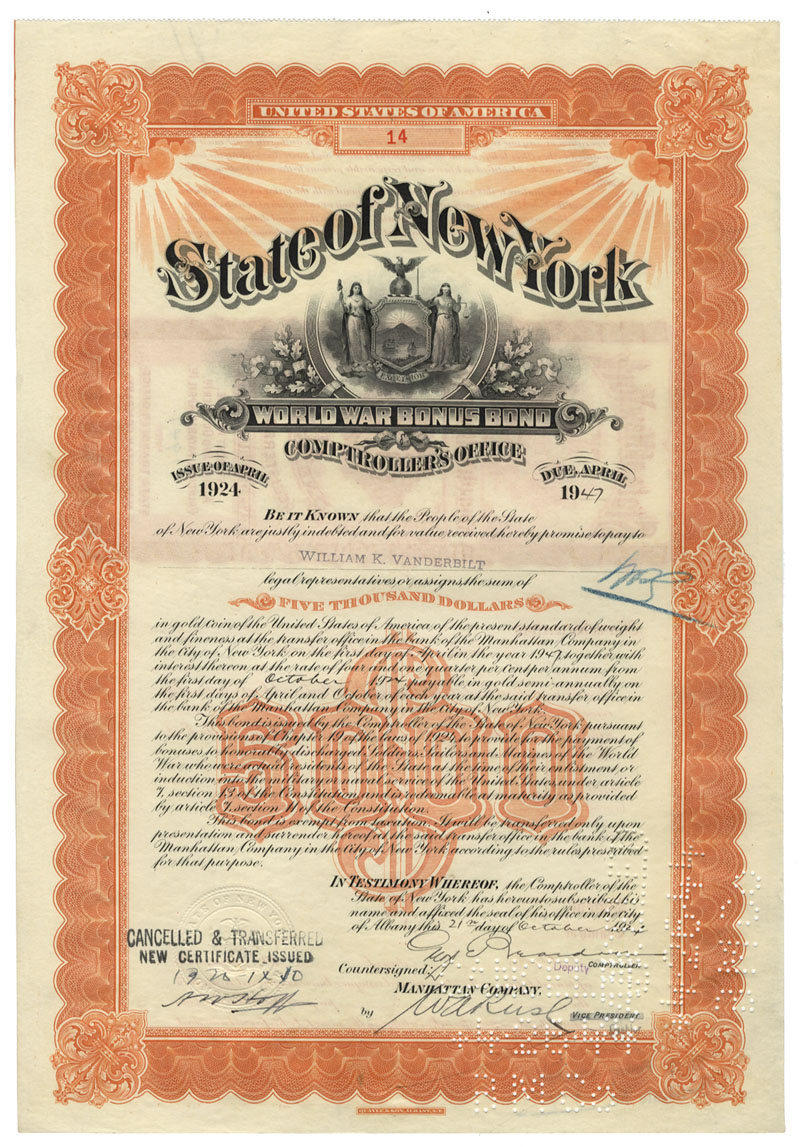 UNITED STATES OF AMERICA
14
State of New York
WORLD WAR BONUS BOND
COMPTROLLER'S OFFICE
ISSUE OF APRIL
1924
DUE, APRIL
1947
BE IT KNOWN that the People of the State
of New York are justly indebted and for value received hereby promise to pay to
WILLIAM K. VANDERBILT
legal representatives or assigns, the sum of
FIVE THOUSAND DOLLARS
in gold coin of the United States of America of the present standard of weight
and fineness at the transfer office in the bank of the Manhattan Company in
the City of New York on the first day of April in the year 1947 together with
interest thereon at the rate of four and one quarter per cent per annum from
the first day of October 1924 payable in gold semi-annually on
the first days of April and October of each year at the said transfer office in
the bank of the Manhattan Company in the City of New York.
This bond is issued by the Comptroller of the State of New York pursuant
to the provisions of Chapter 19 of the laws of 1924, to provide for the payment of
bonuses to honorably discharged Soldiers, Sailors and Marines of the World
War who were actual residents of the State at the time of their enlistment or
induction into the military or naval service of the United States, under article
7, section 13 of the Constitution and is redeemable at maturity as provided
by article 7, section 11 of the Constitution.
This bond is exempt from taxation. It will be transferred only upon
presentation and surrender hereof at the said transfer office in the bank of the
Manhattan Company in the City of New York according to the rules prescribed
for that purpose.
5000
IN TESTIMONY WHEREOF, the Comptroller of the
State of New York has hereunto subscribed his
name and affixed the seal of his office in the city
of Albany this 21st day of October 1924
Deputy COMPTROLLER.
Countersigned,
MANHATTAN COMPANY,
by
VICE PRESIDENT
CANCELLED & TRANSFERRED
NEW CERTIFICATE ISSUED
QUAYLE & SON, ALBANY, N.Y.